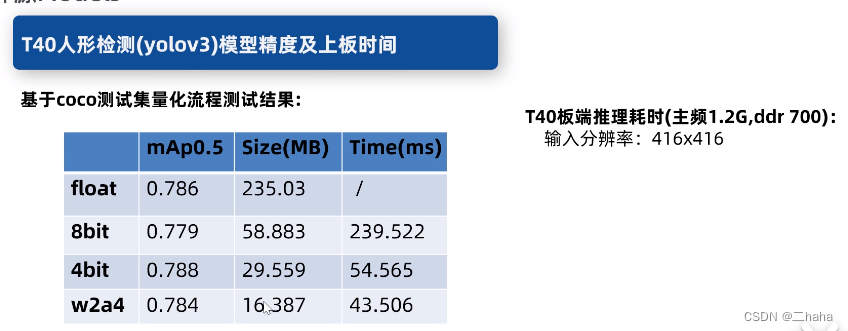 T40人形检测(yolov3)模型精度及上板时间
基于coco测试集量化流程测试结果：
mAp0.5 Size(MB) Time(ms)
float 0.786 235.03 /
8bit 0.779 58.883 239.522
4bit 0.788 29.559 54.565
w2a4 0.784 16.387 43.506
T40板端推理耗时(主频1.2G,ddr 700)：
输入分辨率：416x416
CSDN @二haha